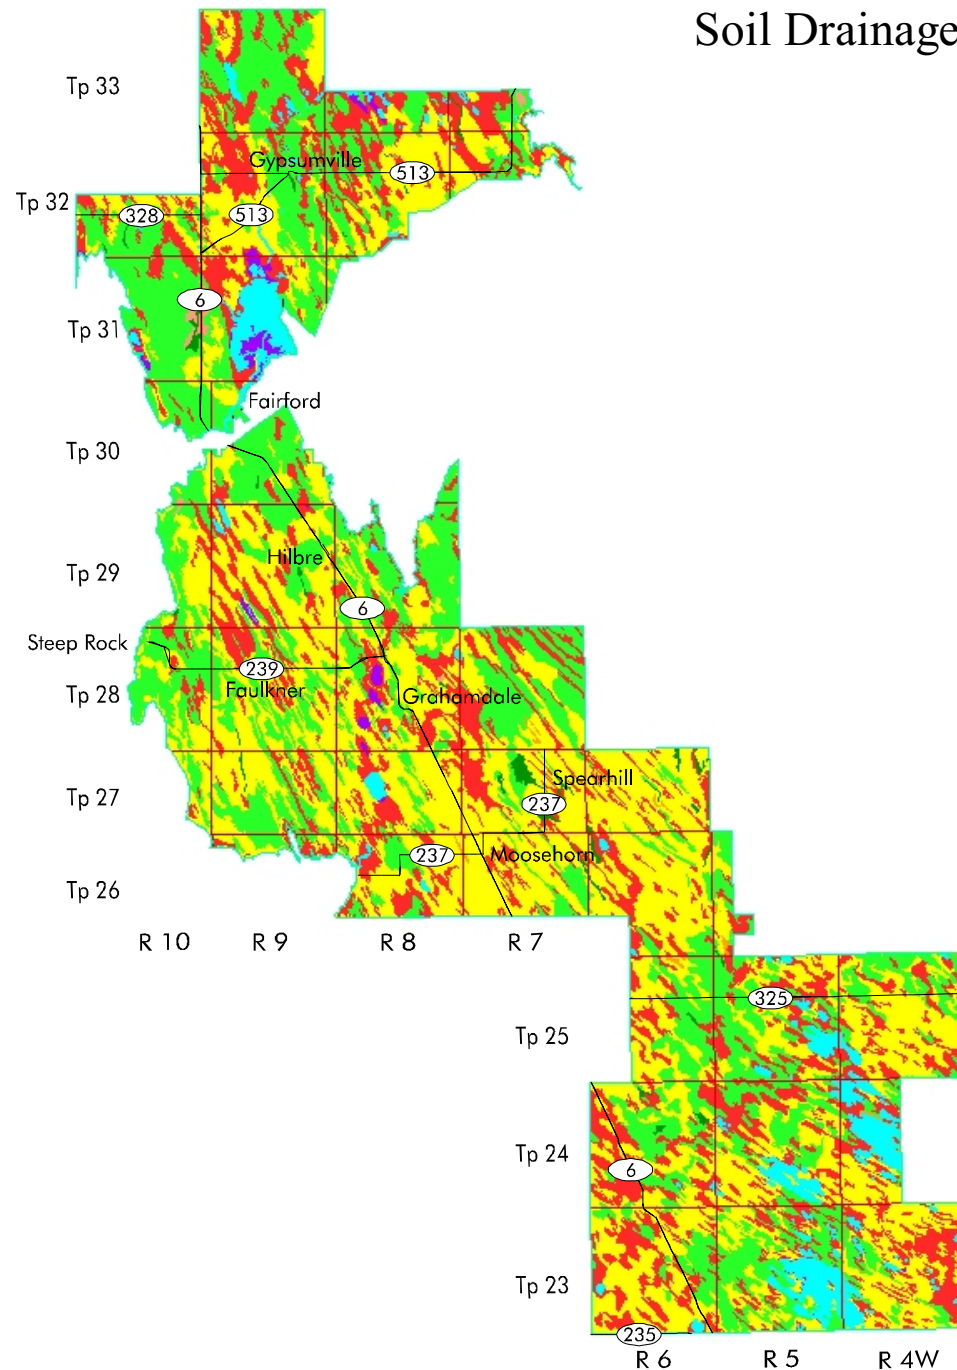 Soil Drainage
Tp 33
Gypsumville
513
Tp 32
328
513
6
Tp 31
Fairford
Tp 30
Hilbre
Tp 29
6
Steep Rock
239
Faulkner
Tp 28
Grahamdale
Spearhill
Tp 27
237
237
Moosehorn
Tp 26
R 10
R 9
R 8
R 7
325
Tp 25
Tp 24
6
Tp 23
235
R 6
R 5
R 4W